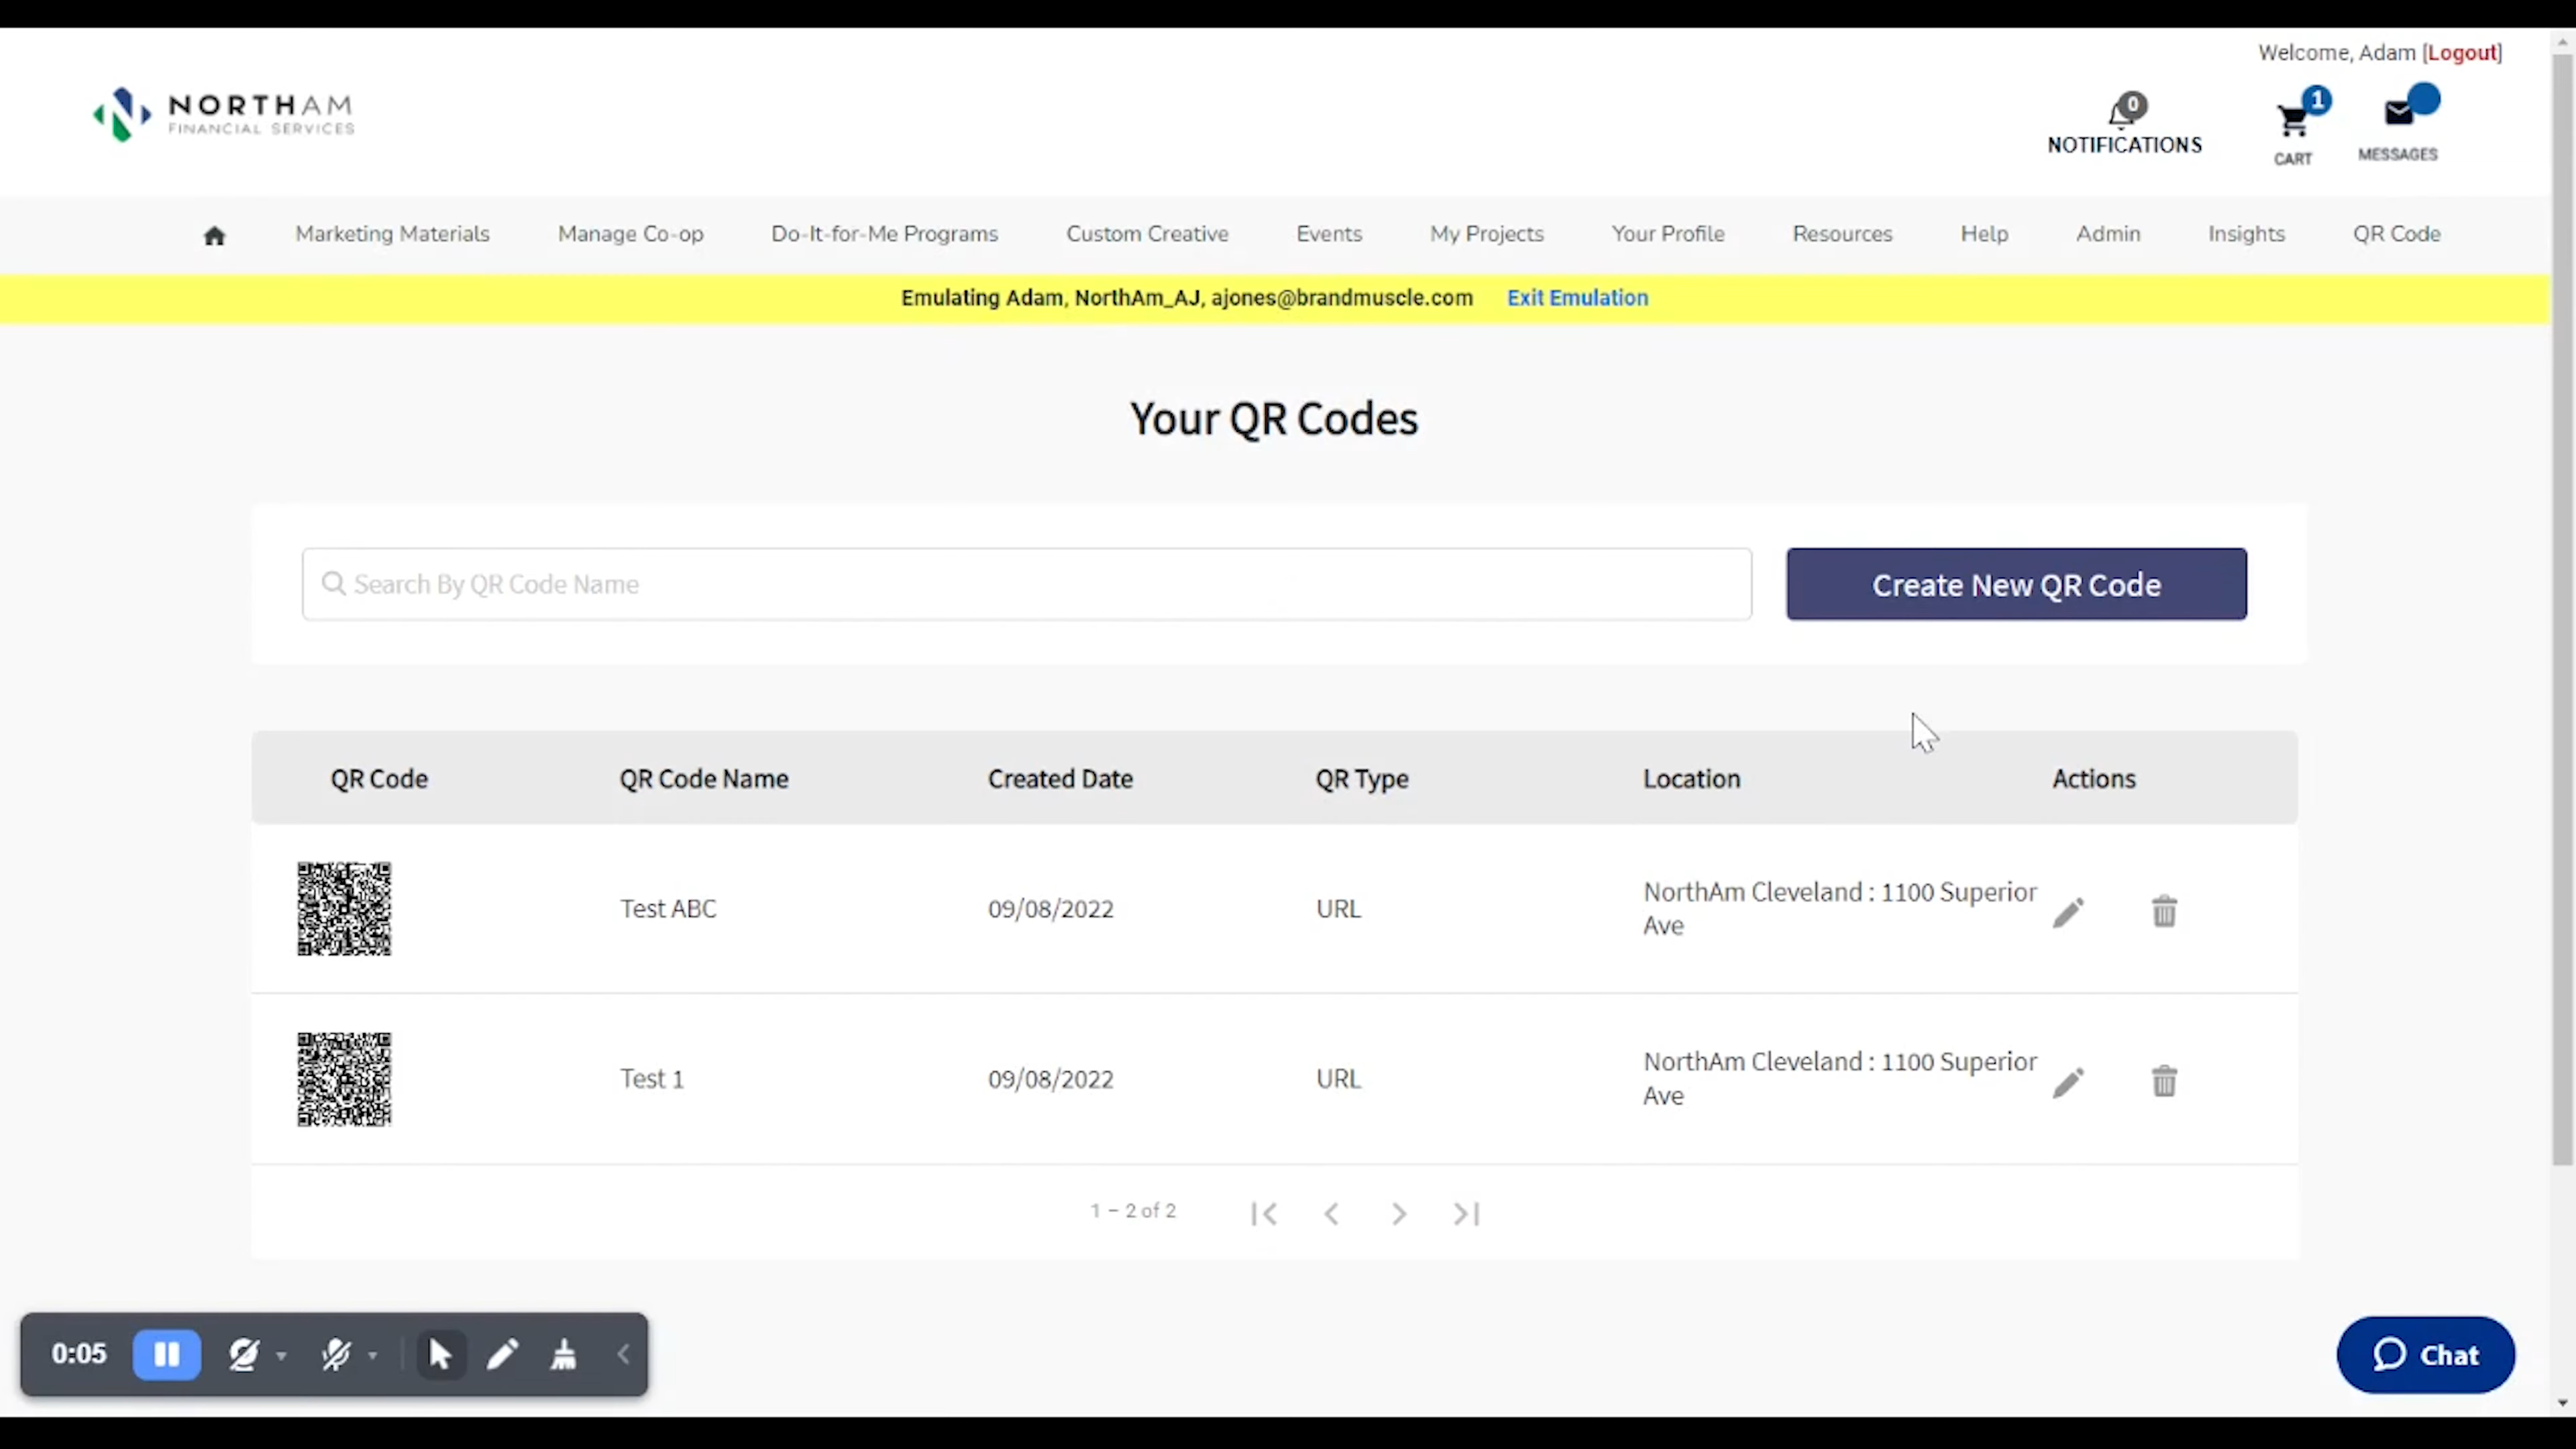 Welcome, Adam [Logout]
NORTHAM
FINANCIAL SERVICES
0
NOTIFICATIONS
1
CART
MESSAGES
Marketing Materials
Manage Co-op
Do-It-for-Me Programs
Custom Creative
Events
My Projects
Your Profile
Resources
Help
Admin
Insights
QR Code
Emulating Adam, NorthAm_AJ, ajones@brandmuscle.com Exit Emulation
Your QR Codes
Search By QR Code Name
Create New QR Code
QR Code
QR Code Name
Created Date
QR Type
Location
Actions
Test ABC
09/08/2022
URL
NorthAm Cleveland : 1100 Superior
Ave
Test 1
09/08/2022
URL
NorthAm Cleveland : 1100 Superior
Ave
1 – 2 of 2
0:05
Chat